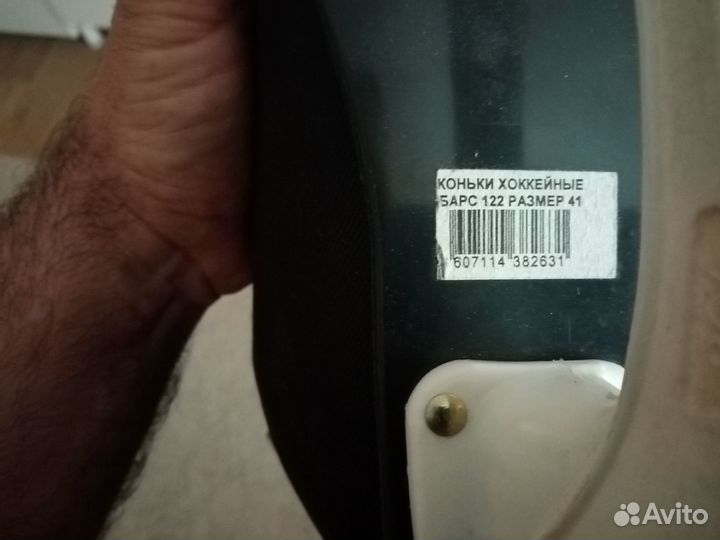 КОНЬКИ ХОККЕЙНЫЕ
БАРС 122 РАЗМЕР 41
607114 382631
Avito